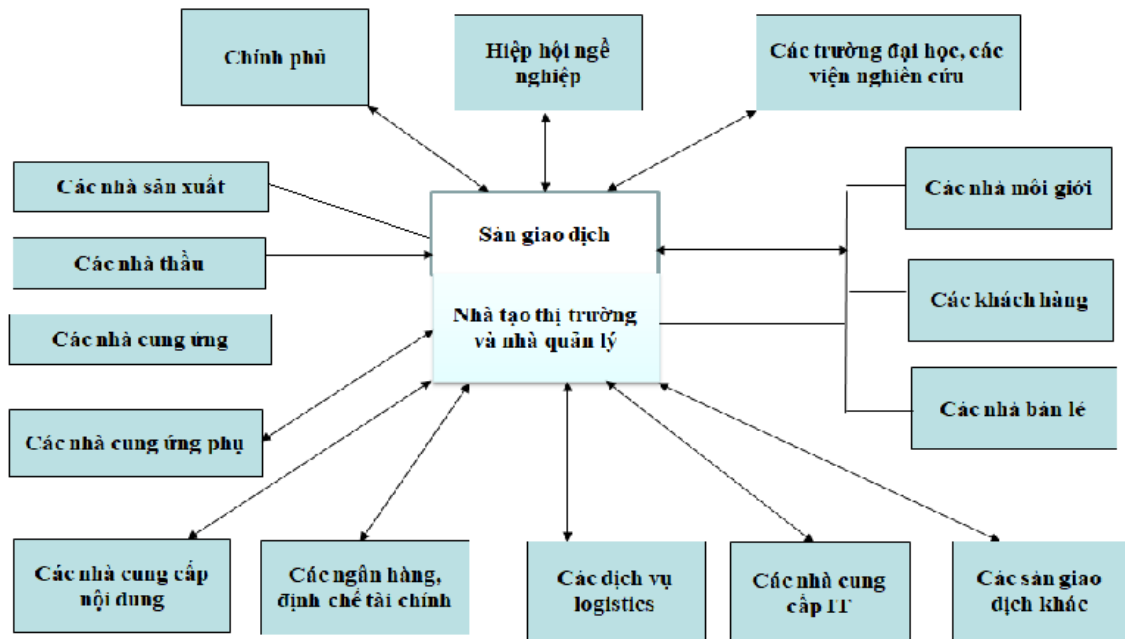 Chính phủ
Hiệp hội ngề
nghiệp
Các trường đại học, các
viện nghiên cứu
Các nhà sản xuất
Các nhà thầu
Các nhà cung ứng
Các nhà cung ứng phụ
Sàn giao dịch
Nhà tạo thị trường
và nhà quản lý
Các nhà môi giới
Các khách hàng
Các nhà bán lẻ
Các nhà cung cấp
nội dung
Các ngân hàng,
định chế tài chính
Các dịch vụ
logistics
Các nhà cung
cấp IT
Các sàn giao
dịch khác